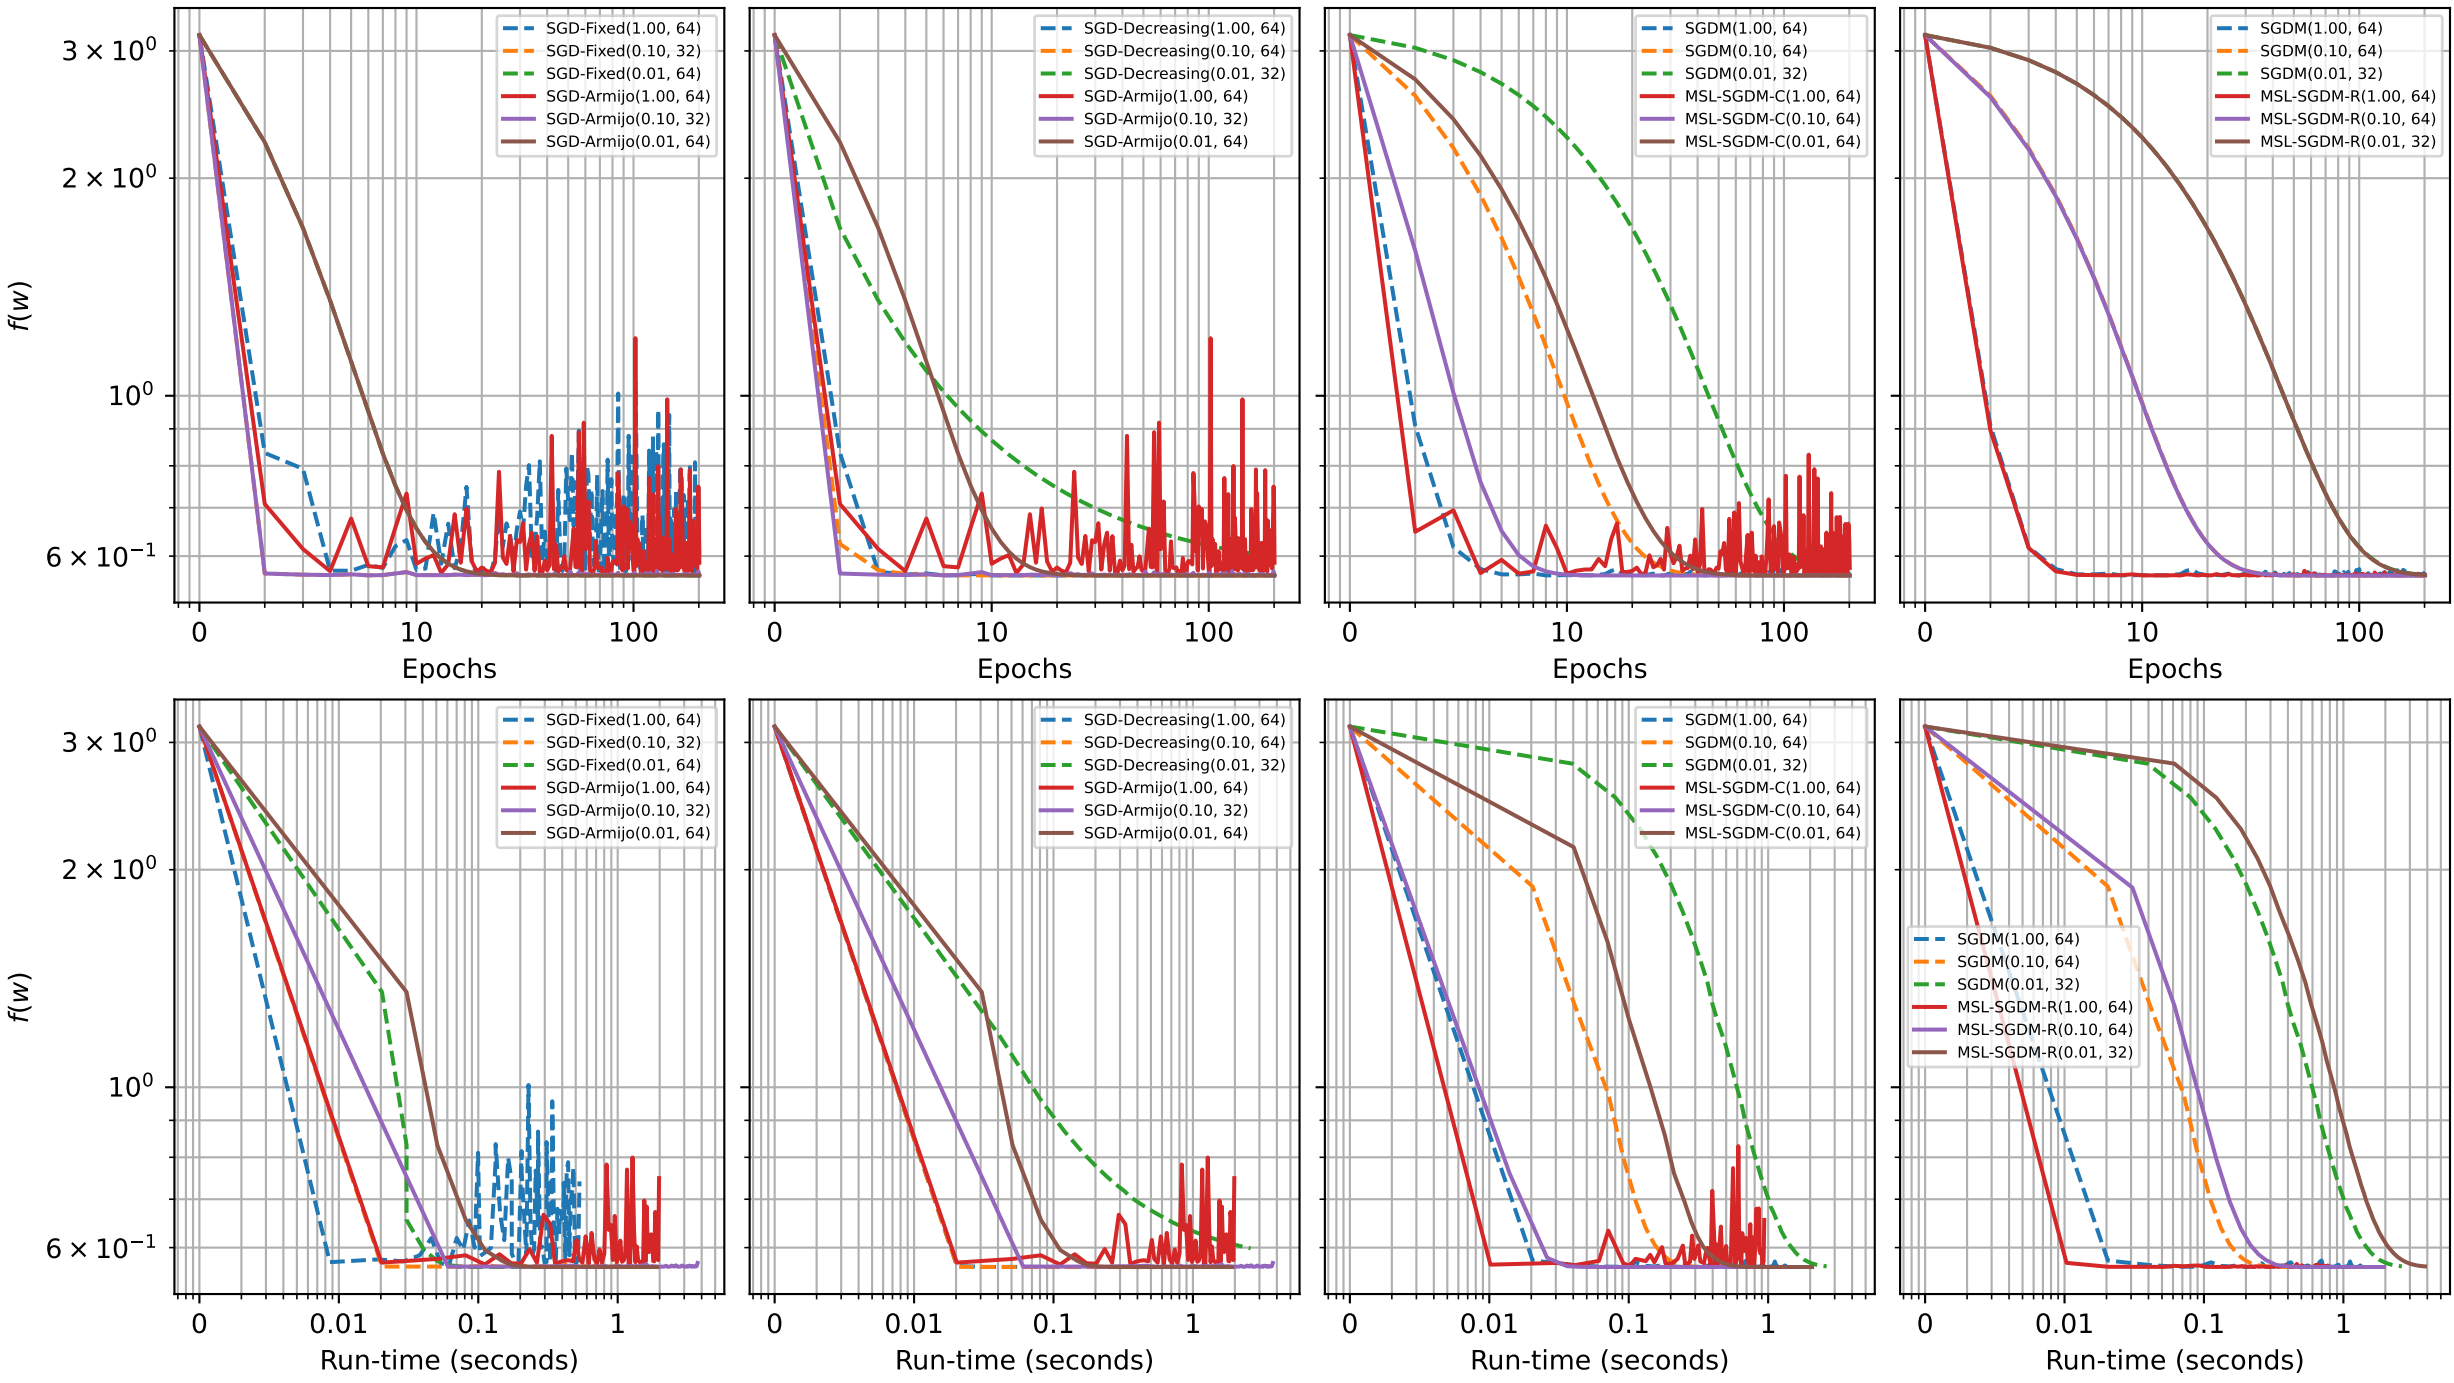 SGD-Fixed(1.00, 64)
SGD-Fixed(0.10, 32)
SGD-Fixed(0.01, 64)
SGD-Armijo(1.00, 64)
SGD-Armijo(0.10, 32)
SGD-Armijo(0.01, 64)
3 × 10⁰
2 × 10⁰
10⁰
6 × 10⁻¹
f(w)
0 10 100
Epochs
SGD-Decreasing(1.00, 64)
SGD-Decreasing(0.10, 64)
SGD-Decreasing(0.01, 32)
SGD-Armijo(1.00, 64)
SGD-Armijo(0.10, 32)
SGD-Armijo(0.01, 64)
0 10 100
Epochs
SGDM(1.00, 64)
SGDM(0.10, 64)
SGDM(0.01, 32)
MSL-SGDM-C(1.00, 64)
MSL-SGDM-C(0.10, 64)
MSL-SGDM-C(0.01, 64)
0 10 100
Epochs
SGDM(1.00, 64)
SGDM(0.10, 64)
SGDM(0.01, 32)
MSL-SGDM-R(1.00, 64)
MSL-SGDM-R(0.10, 64)
MSL-SGDM-R(0.01, 32)
0 10 100
Epochs
SGD-Fixed(1.00, 64)
SGD-Fixed(0.10, 32)
SGD-Fixed(0.01, 64)
SGD-Armijo(1.00, 64)
SGD-Armijo(0.10, 32)
SGD-Armijo(0.01, 64)
3 × 10⁰
2 × 10⁰
10⁰
6 × 10⁻¹
f(w)
0 0.01 0.1 1
Run-time (seconds)
SGD-Decreasing(1.00, 64)
SGD-Decreasing(0.10, 64)
SGD-Decreasing(0.01, 32)
SGD-Armijo(1.00, 64)
SGD-Armijo(0.10, 32)
SGD-Armijo(0.01, 64)
0 0.01 0.1 1
Run-time (seconds)
SGDM(1.00, 64)
SGDM(0.10, 64)
SGDM(0.01, 32)
MSL-SGDM-C(1.00, 64)
MSL-SGDM-C(0.10, 64)
MSL-SGDM-C(0.01, 64)
0 0.01 0.1 1
Run-time (seconds)
SGDM(1.00, 64)
SGDM(0.10, 64)
SGDM(0.01, 32)
MSL-SGDM-R(1.00, 64)
MSL-SGDM-R(0.10, 64)
MSL-SGDM-R(0.01, 32)
0 0.01 0.1 1
Run-time (seconds)